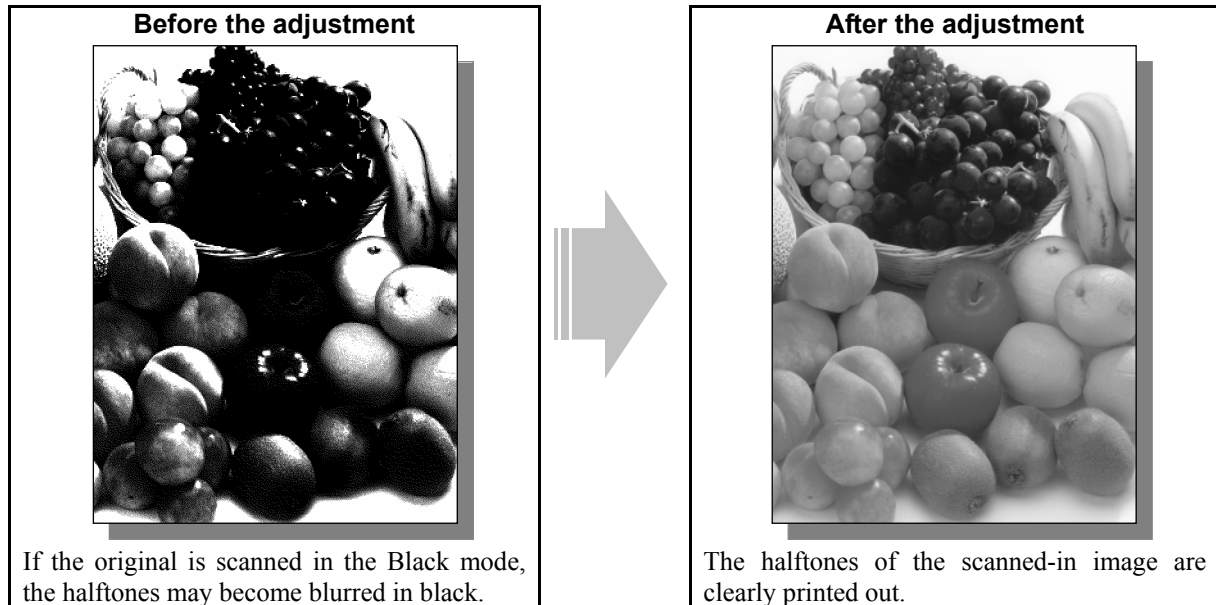 Before the adjustment
If the original is scanned in the Black mode,
the halftones may become blurred in black.
After the adjustment
The halftones of the scanned-in image are
clearly printed out.